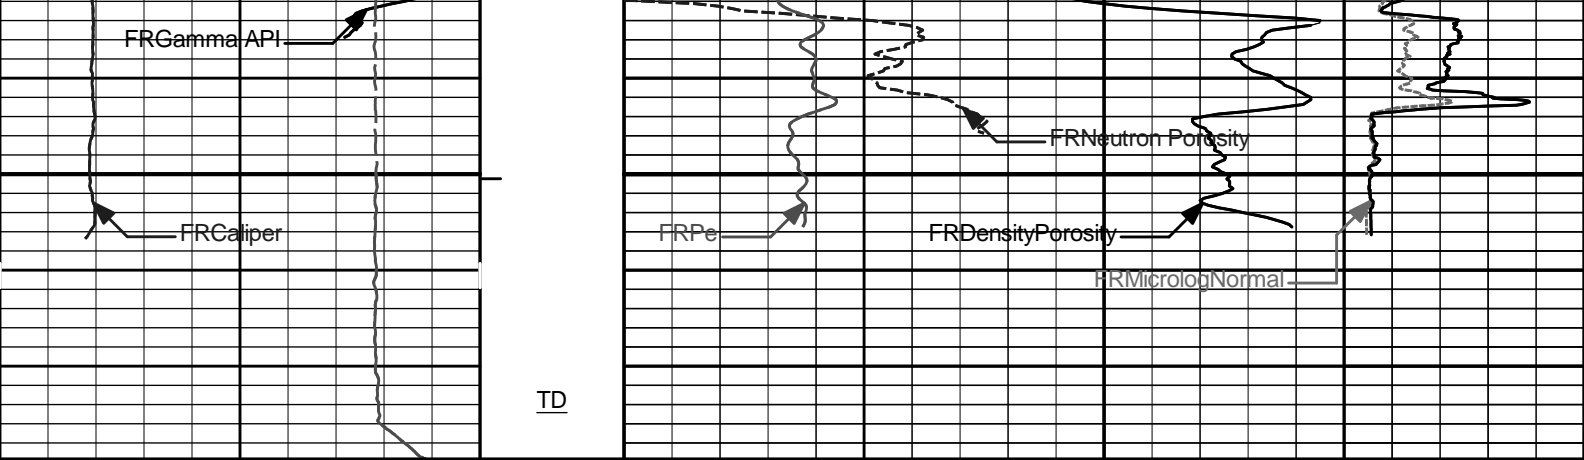 FRGamma API
FRNeutron Porosity
FRCaliper
FRPe
FRDensityPorosity
FRMicrologNormal
TD